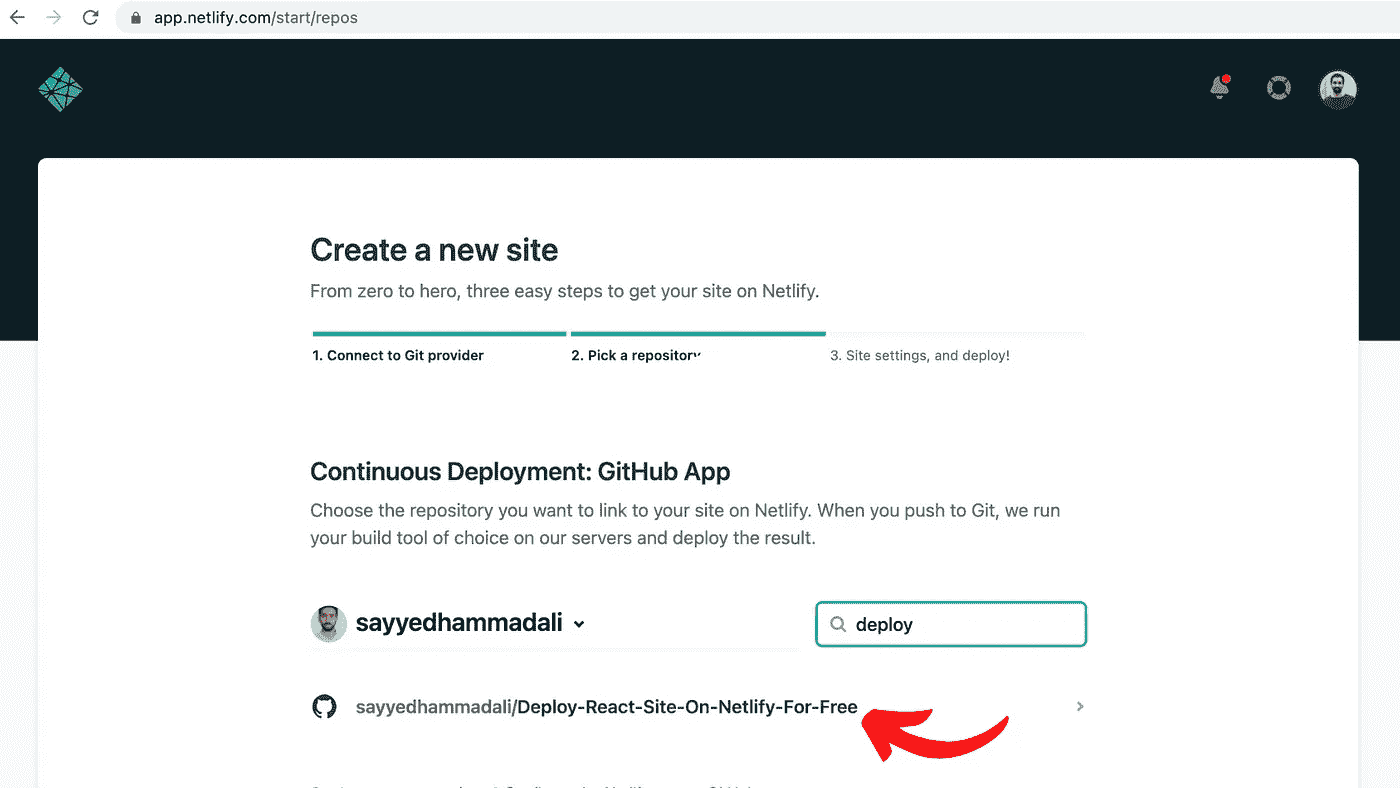 app.netlify.com/start/repos
Create a new site
From zero to hero, three easy steps to get your site on Netlify.
1. Connect to Git provider
2. Pick a repository
3. Site settings, and deploy!
Continuous Deployment: GitHub App
Choose the repository you want to link to your site on Netlify. When you push to Git, we run
your build tool of choice on our servers and deploy the result.
sayyedhammadali
deploy
sayyedhammadali/Deploy-React-Site-On-Netlify-For-Free